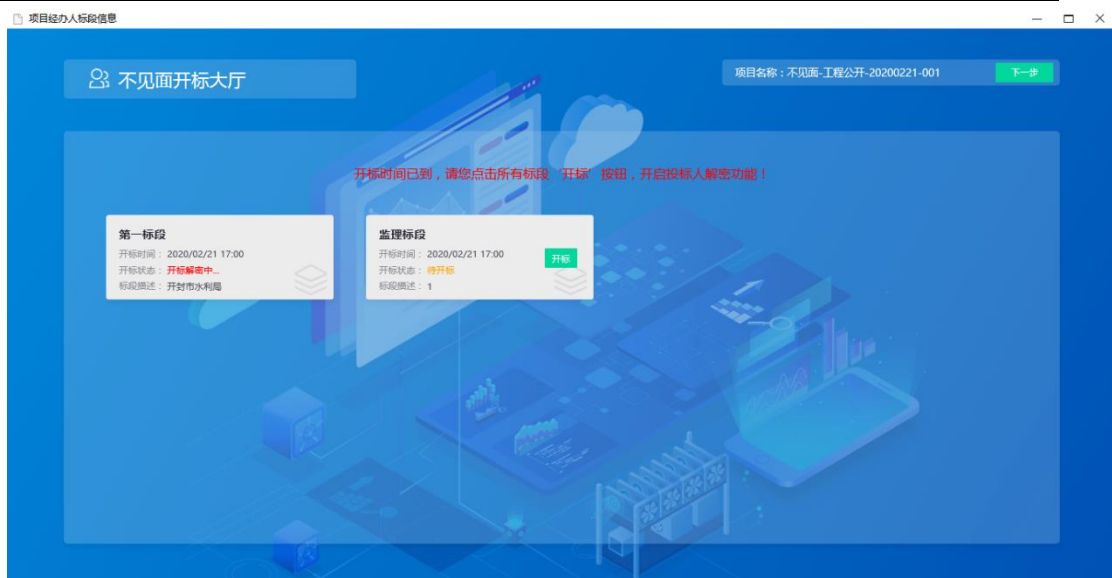 项目经办人标段信息
不见面开标大厅
项目名称：不见面-工程公开-20200221-001
下一步
开标时间已到，请您点击所有标段‘开标’按钮，开启投标人解密功能！
第一标段
开标时间： 2020/02/21 17:00
开标状态： 开标解密中...
标段描述： 开封市水利局
监理标段
开标时间： 2020/02/21 17:00
开标状态： 待开标
标段描述： 1
开标